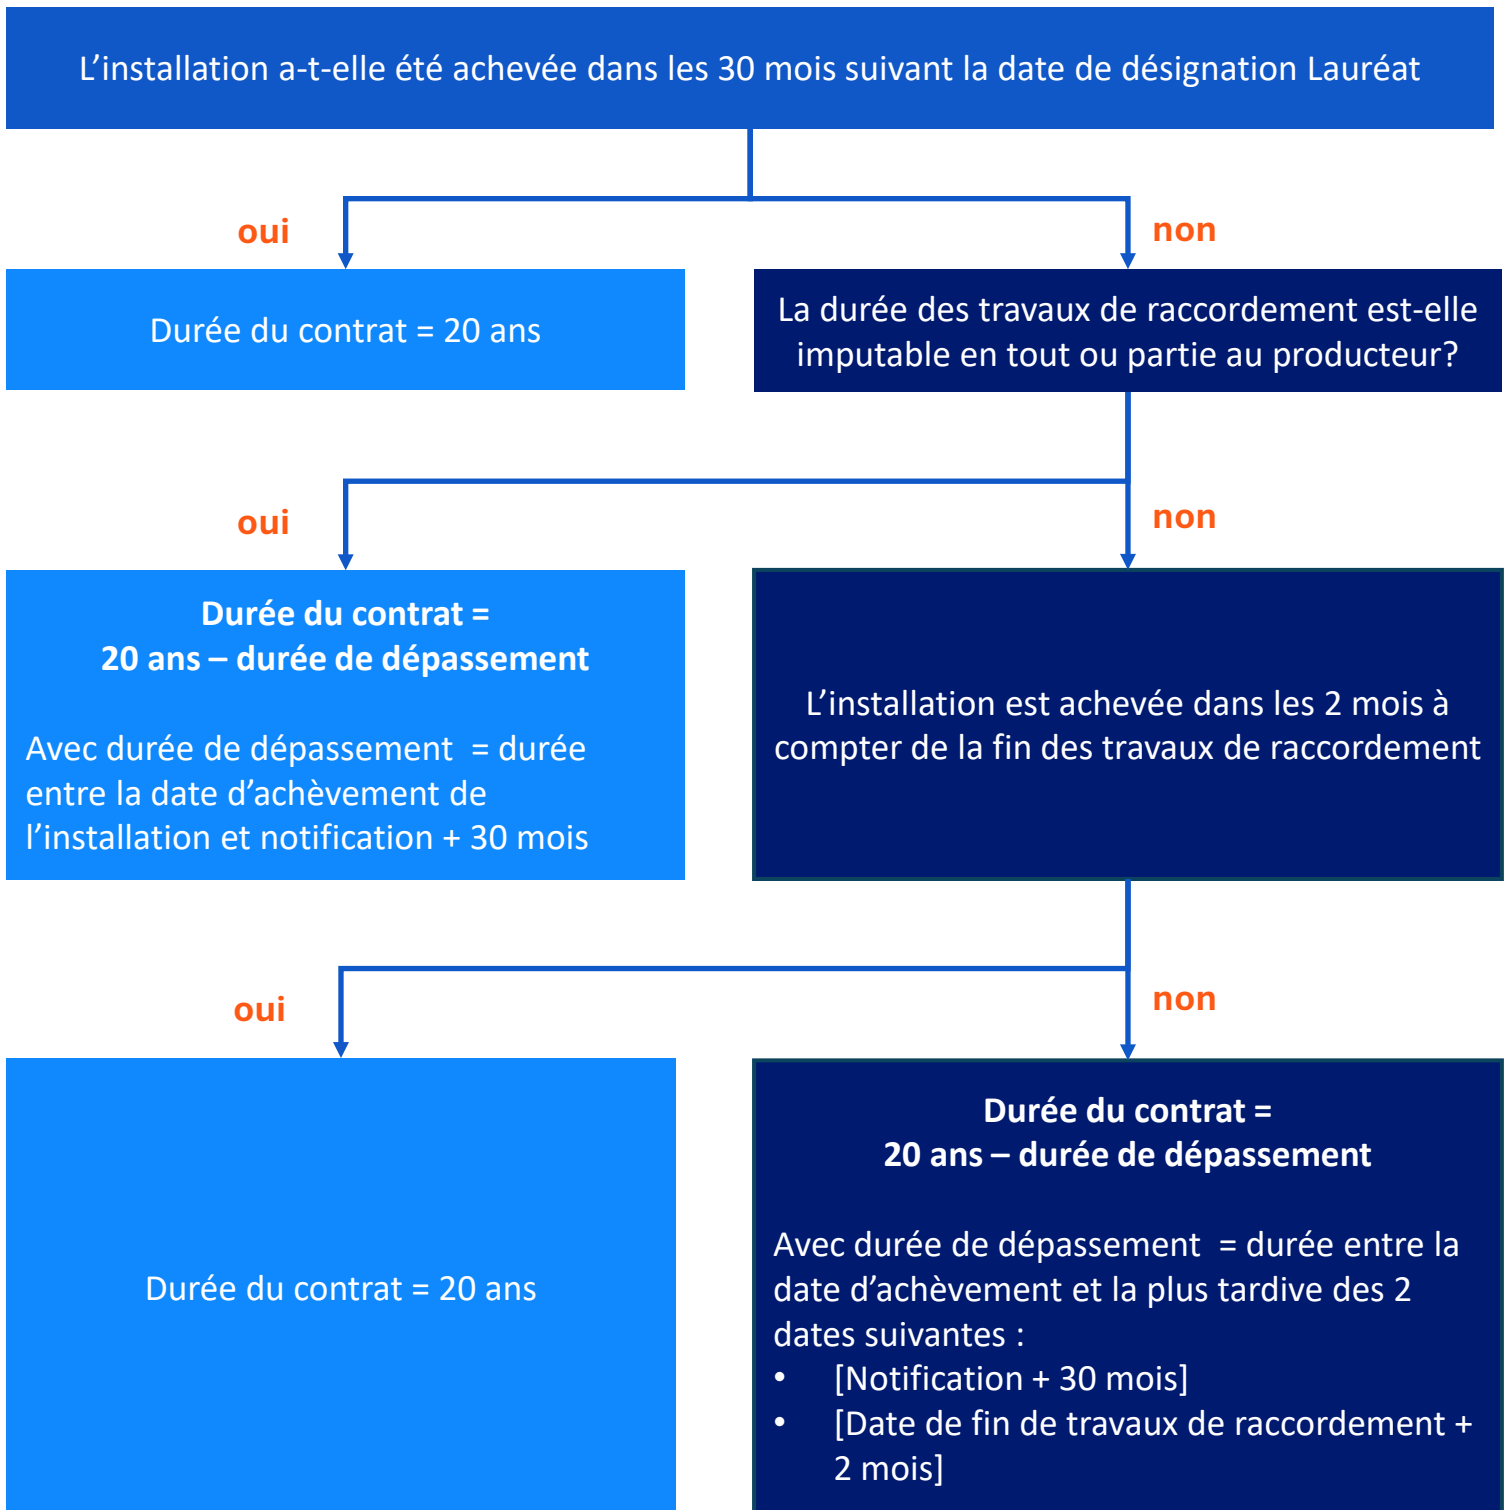 L’installation a-t-elle été achevée dans les 30 mois suivant la date de désignation Lauréat
oui
non
Durée du contrat = 20 ans
La durée des travaux de raccordement est-elle
imputable en tout ou partie au producteur?
oui
non
Durée du contrat =
20 ans – durée de dépassement
Avec durée de dépassement  = durée
entre la date d’achèvement de
l’installation et notification + 30 mois
L’installation est achevée dans les 2 mois à
compter de la fin des travaux de raccordement
oui
non
Durée du contrat = 20 ans
Durée du contrat =
20 ans – durée de dépassement
Avec durée de dépassement  = durée entre la
date d’achèvement et la plus tardive des 2
dates suivantes :
• [Notification + 30 mois]
• [Date de fin de travaux de raccordement +
2 mois]